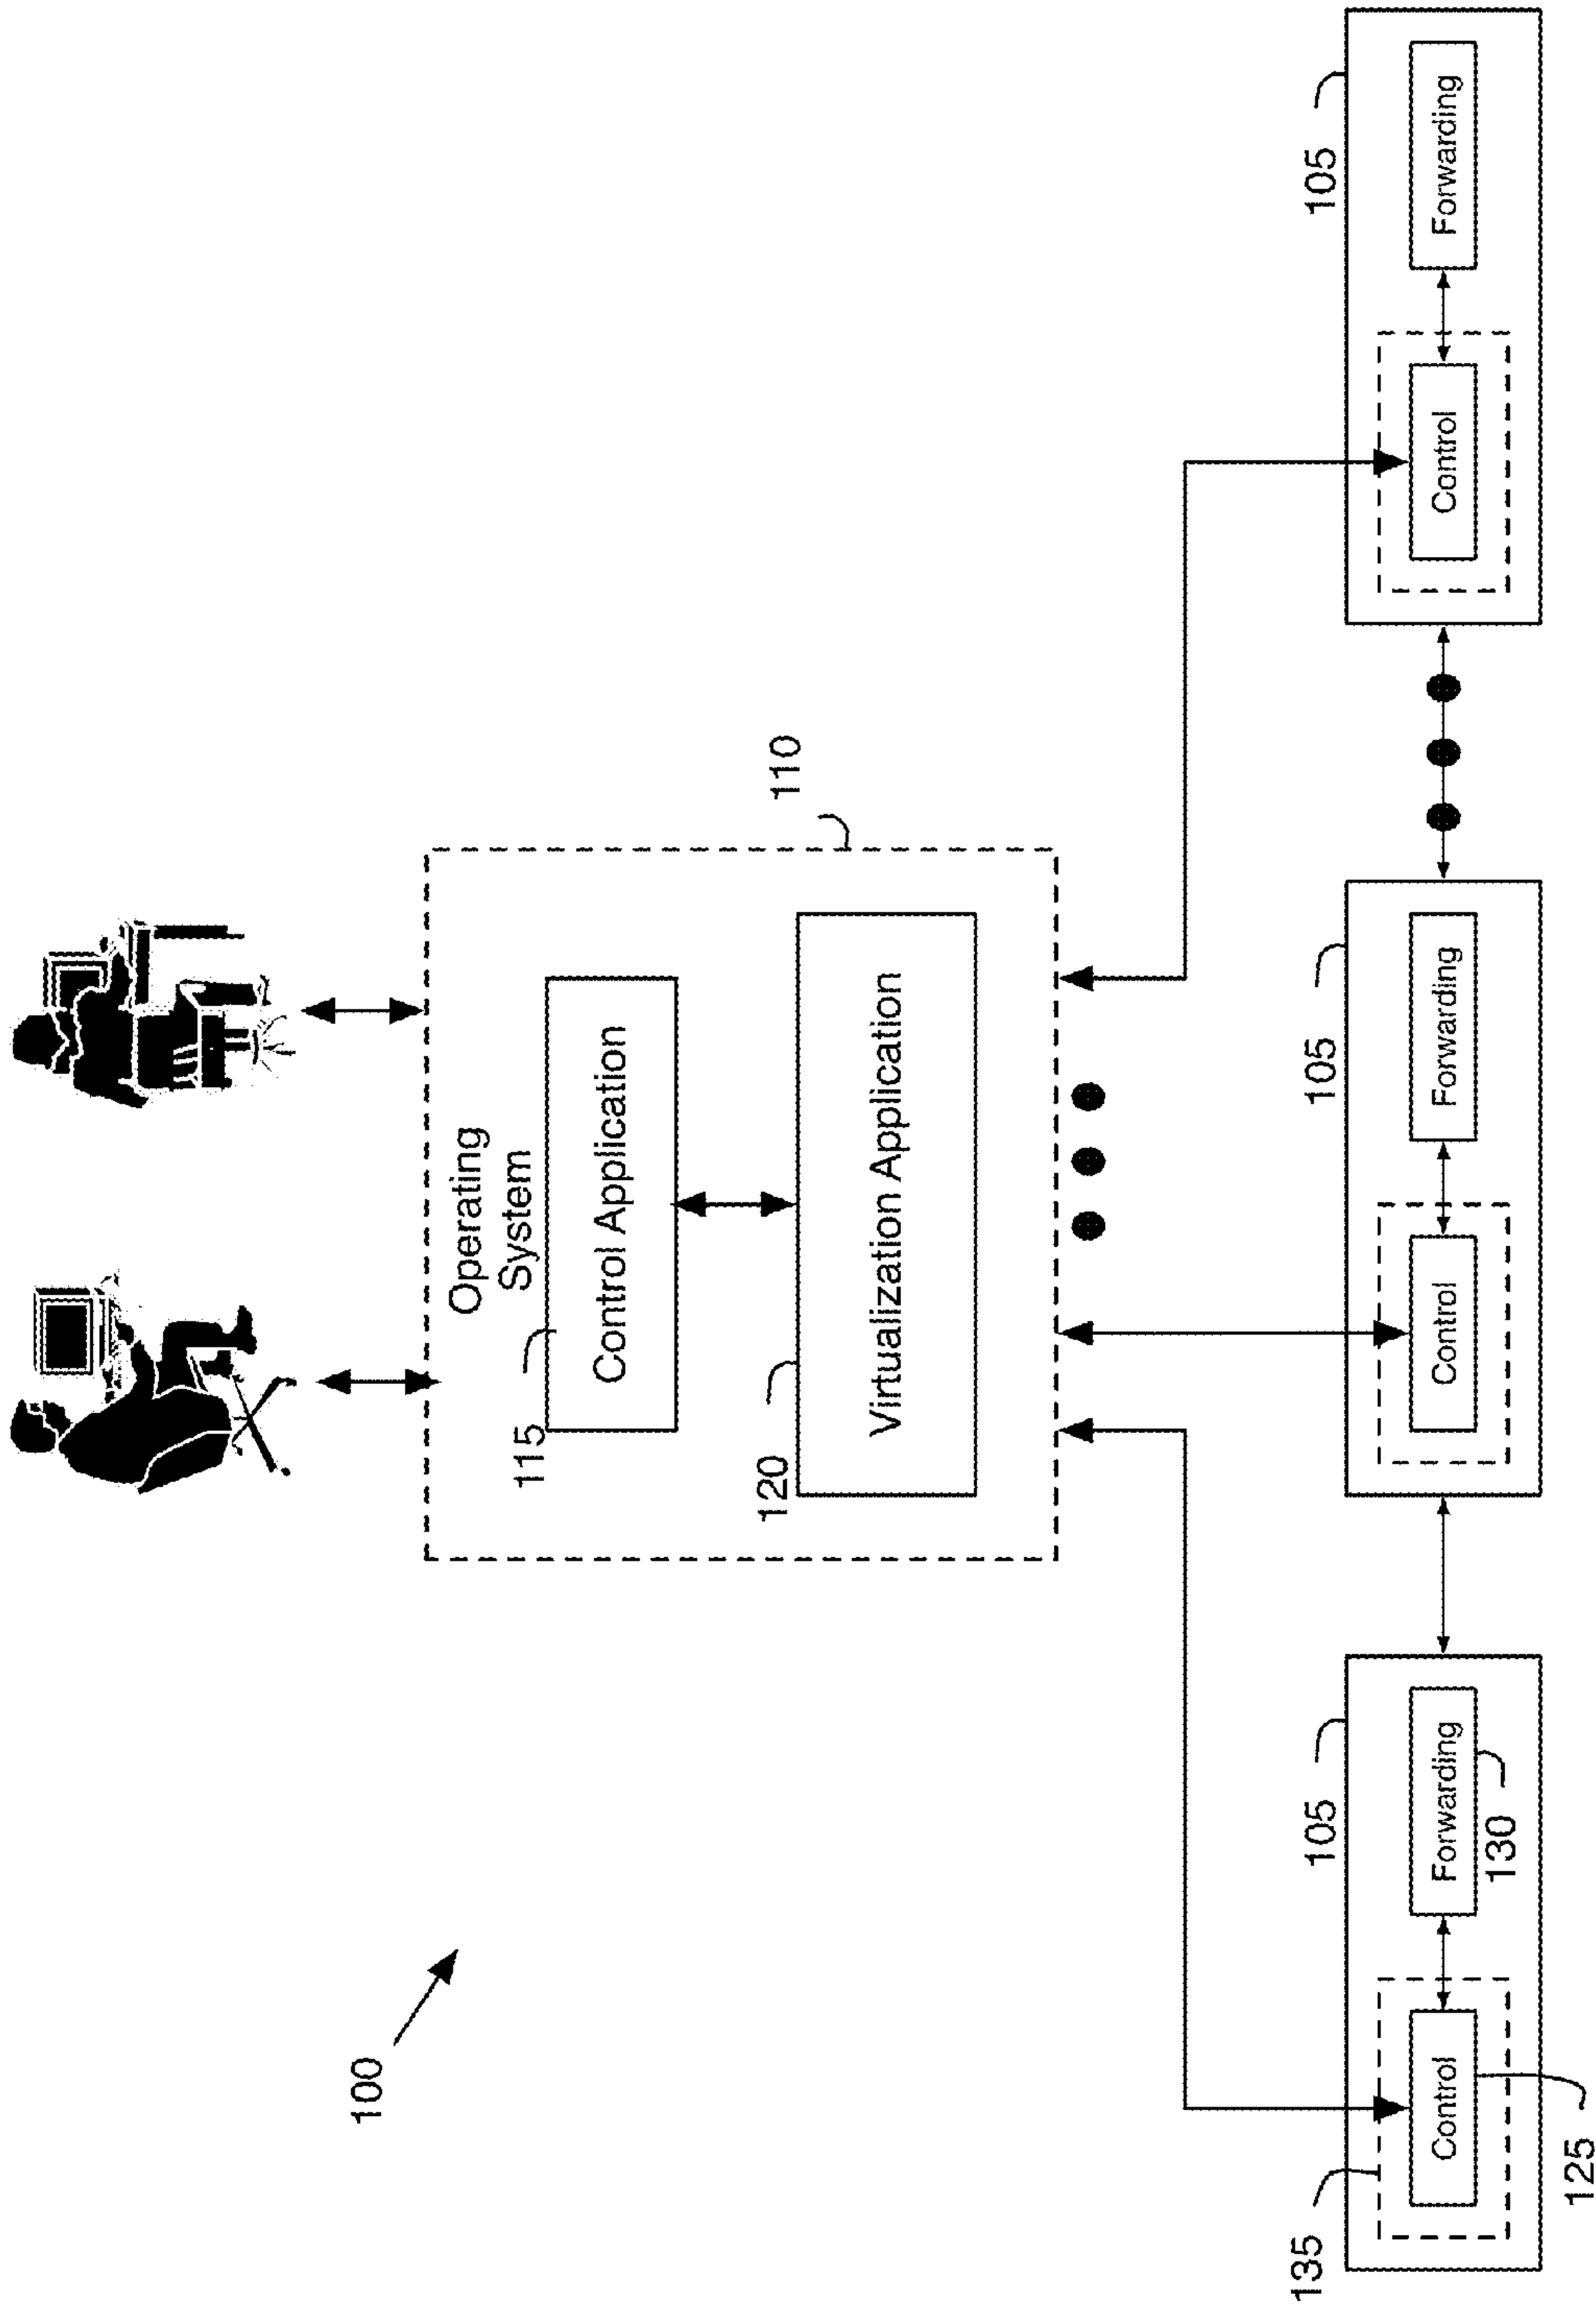 100
Operating
System
110
115
Control Application
120
Virtualization Application
105
105
105
135
Control
Forwarding
Control
Forwarding
Control
Forwarding
130
125